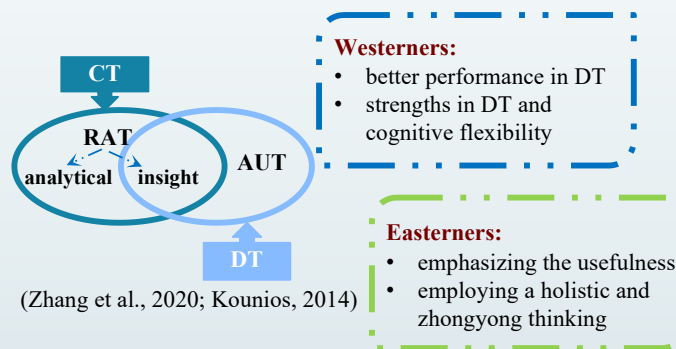 CT
RAT
analytical insight
AUT
DT
(Zhang et al., 2020; Kounios, 2014)
Westerners:
• better performance in DT
• strengths in DT and
cognitive flexibility
Easterners:
• emphasizing the usefulness
• employing a holistic and
zhongyong thinking